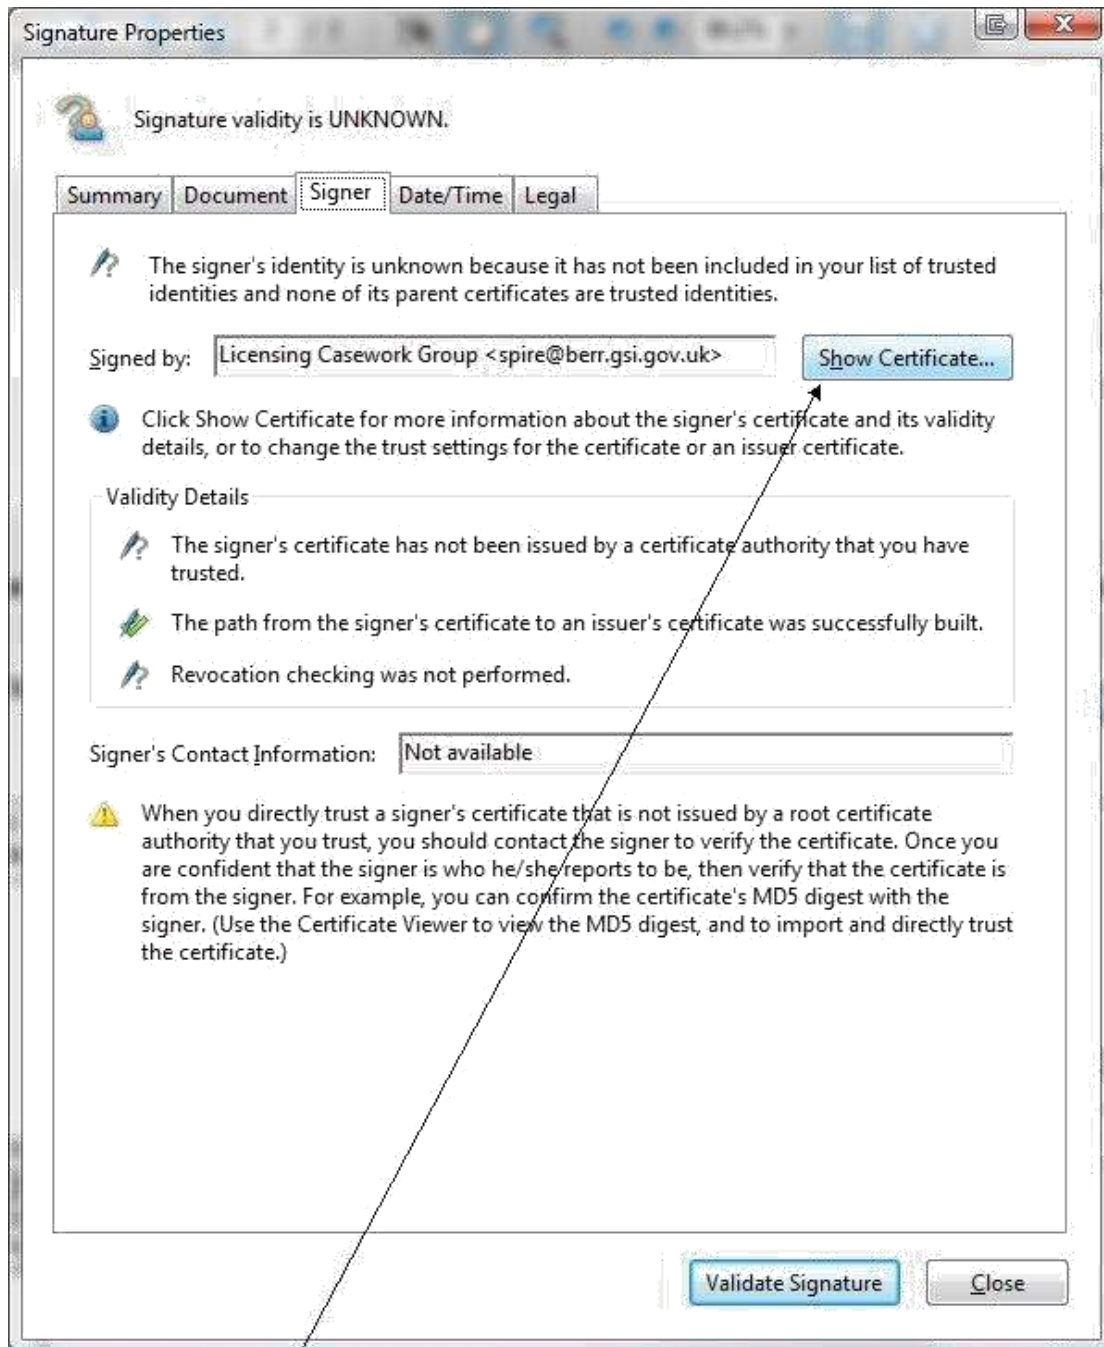 Signature Properties
Signature validity is UNKNOWN.
Summary Document Signer Date/Time Legal
The signer's identity is unknown because it has not been included in your list of trusted
identities and none of its parent certificates are trusted identities.
Signed by: Licensing Casework Group <spire@berr.gsi.gov.uk> Show Certificate...
Click Show Certificate for more information about the signer's certificate and its validity
details, or to change the trust settings for the certificate or an issuer certificate.
Validity Details
The signer's certificate has not been issued by a certificate authority that you have
trusted.
The path from the signer's certificate to an issuer's certificate was successfully built.
Revocation checking was not performed.
Signer's Contact Information: Not available
When you directly trust a signer's certificate that is not issued by a root certificate
authority that you trust, you should contact the signer to verify the certificate. Once you
are confident that the signer is who he/she reports to be, then verify that the certificate is
from the signer. For example, you can confirm the certificate's MD5 digest with the
signer. (Use the Certificate Viewer to view the MD5 digest, and to import and directly trust
the certificate.)
Validate Signature Close